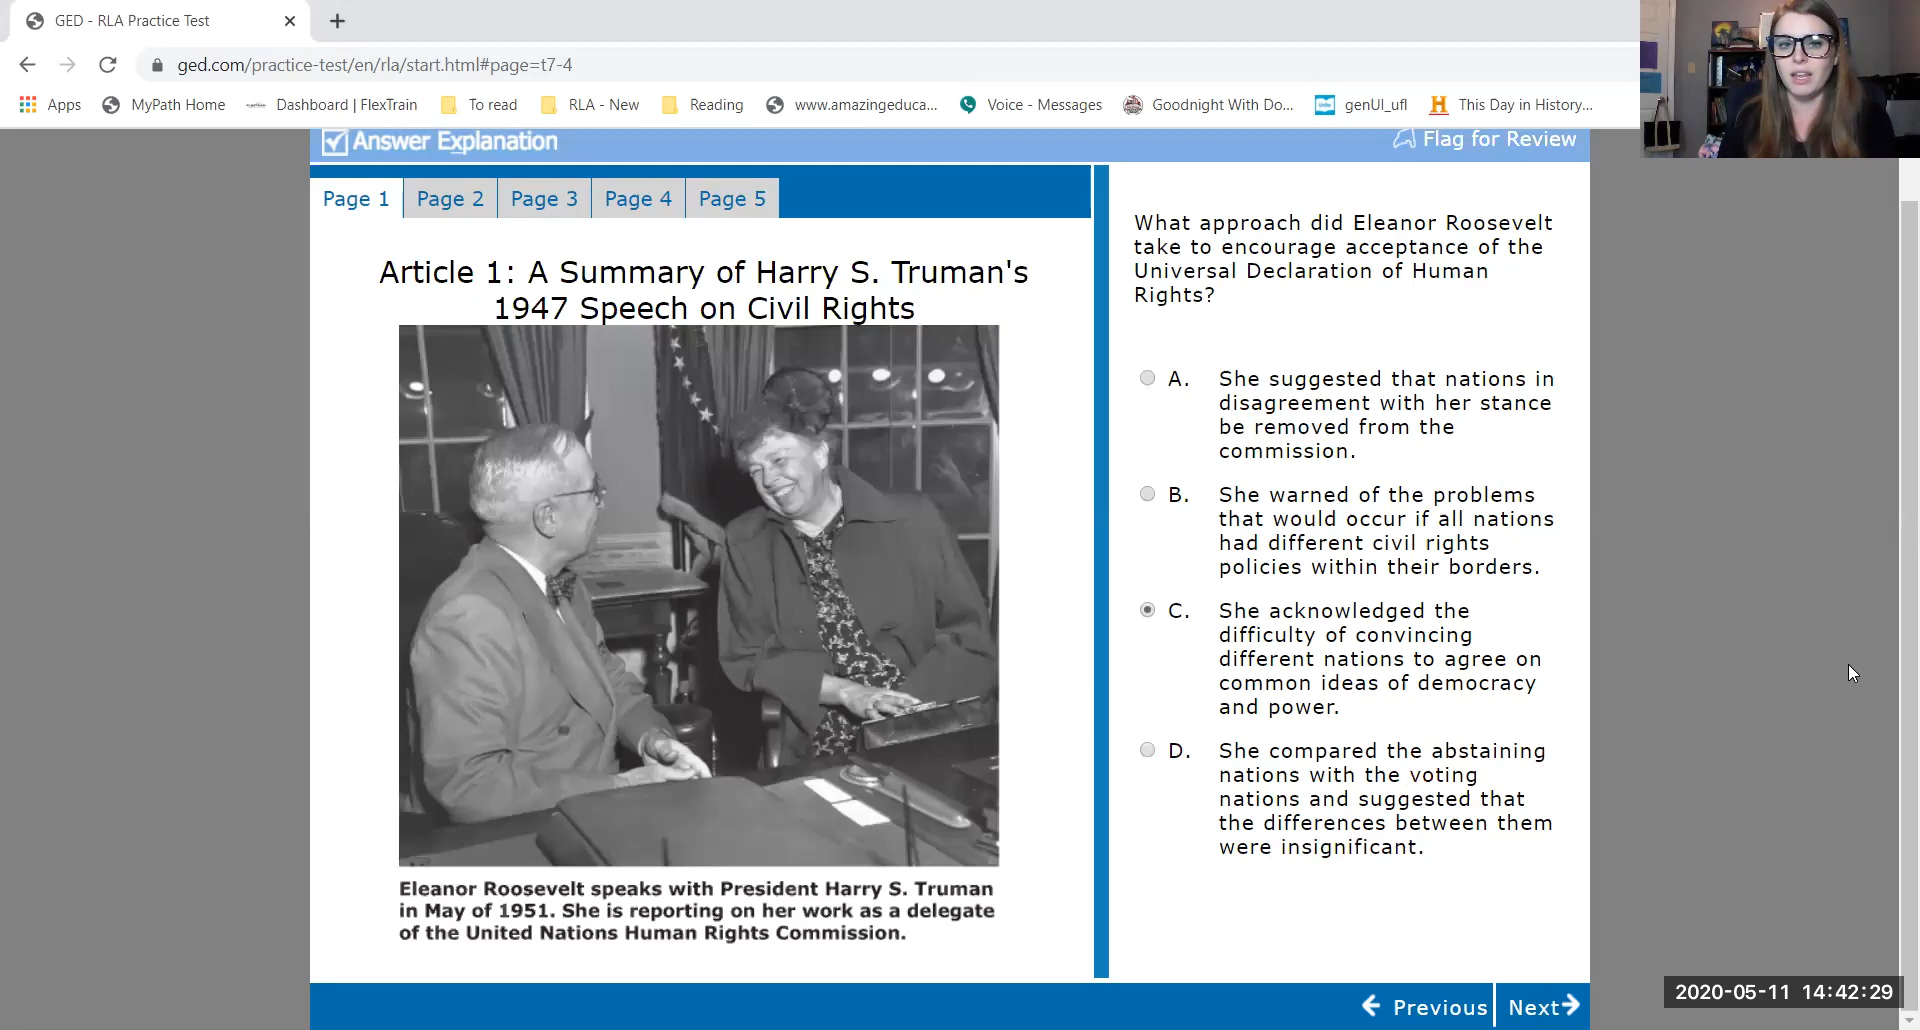 GED - RLA Practice Test
ged.com/practice-test/en/rla/start.html#page=t7-4
Apps MyPath Home Dashboard | FlexTrain To read RLA - New Reading www.amazingeduca... Voice - Messages Goodnight With Do... genUI_ufl This Day in History...
Answer Explanation
Flag for Review
Page 1 Page 2 Page 3 Page 4 Page 5
Article 1: A Summary of Harry S. Truman's
1947 Speech on Civil Rights
Eleanor Roosevelt speaks with President Harry S. Truman
in May of 1951. She is reporting on her work as a delegate
of the United Nations Human Rights Commission.
What approach did Eleanor Roosevelt
take to encourage acceptance of the
Universal Declaration of Human
Rights?
A. She suggested that nations in
disagreement with her stance
be removed from the
commission.
B. She warned of the problems
that would occur if all nations
had different civil rights
policies within their borders.
C. She acknowledged the
difficulty of convincing
different nations to agree on
common ideas of democracy
and power.
D. She compared the abstaining
nations with the voting
nations and suggested that
the differences between them
were insignificant.
Previous Next
2020-05-11 14:42:29